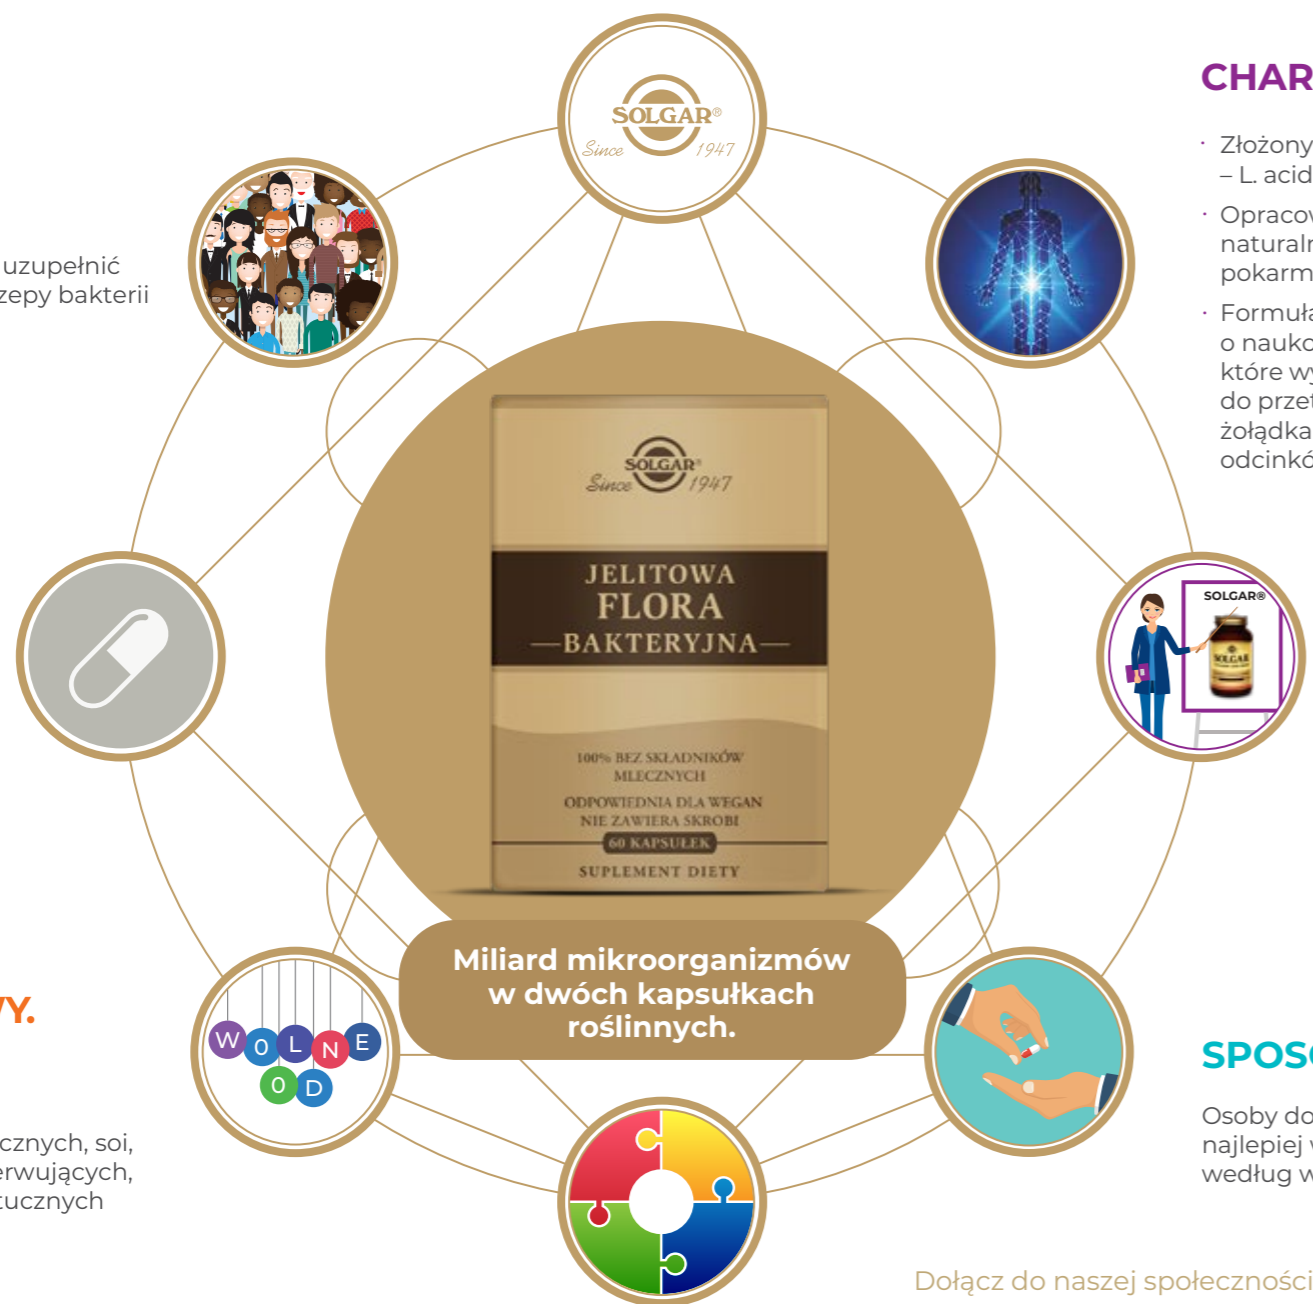 SOLGAR®
Since 1947
CHAR
· Złożony
– L. acid
· Opracow
naturaln
pokarm
· Formuła
o nauko
które wy
do przet
żołądka
odcinkó
uzupełnić
zepy bakterii
SOLGAR®
Since 1947
JELITOWA
FLORA
—BAKTERYJNA—
100% BEZ SKŁADNIKÓW
MLECZNYCH
ODPOWIEDNIA DLA WEGAN
NIE ZAWIERA SKROBI
60 KAPSUŁEK
SUPLEMENT DIETY
SOLGAR®
SOLGAR
Miliard mikroorganizmów
w dwóch kapsułkach
roślinnych.
WOLNE
OD
Y.
cznych, soi,
erwujących,
tucznych
SPOS
Osoby do
najlepiej
według w
Dołącz do naszej społeczności